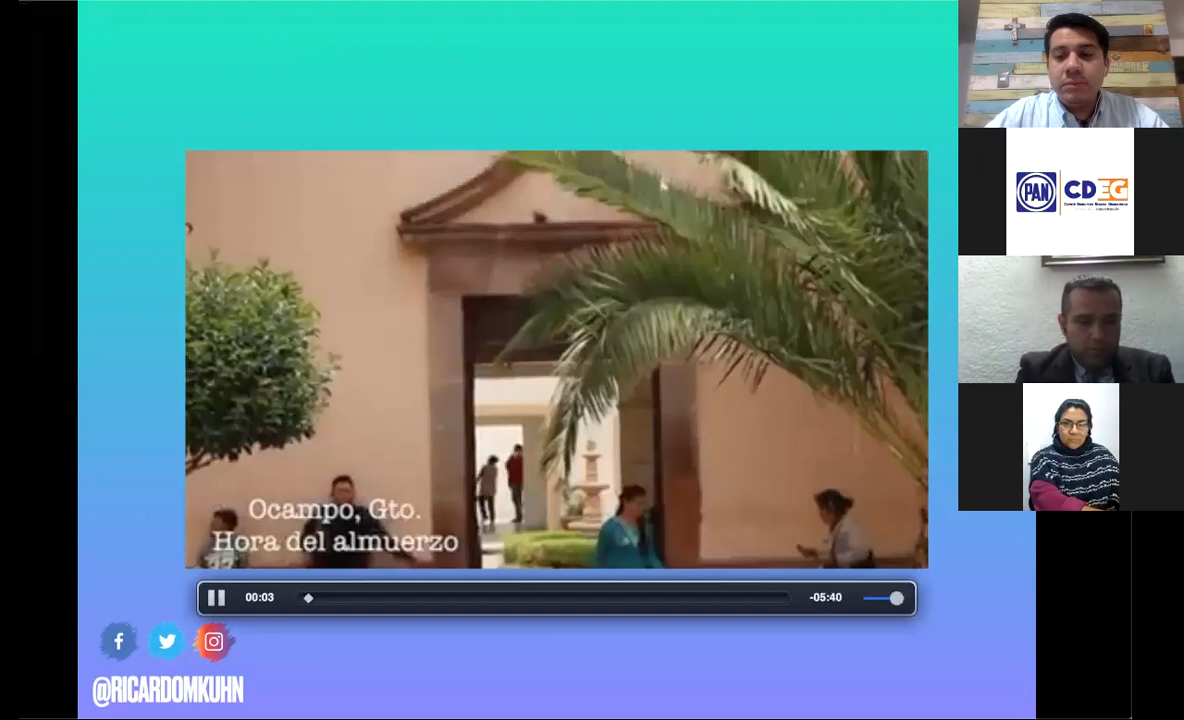 Ocampo, Gto.
Hora del almuerzo
00:03
-05:40
@RICARDOMKUHN
PAN
CDEG